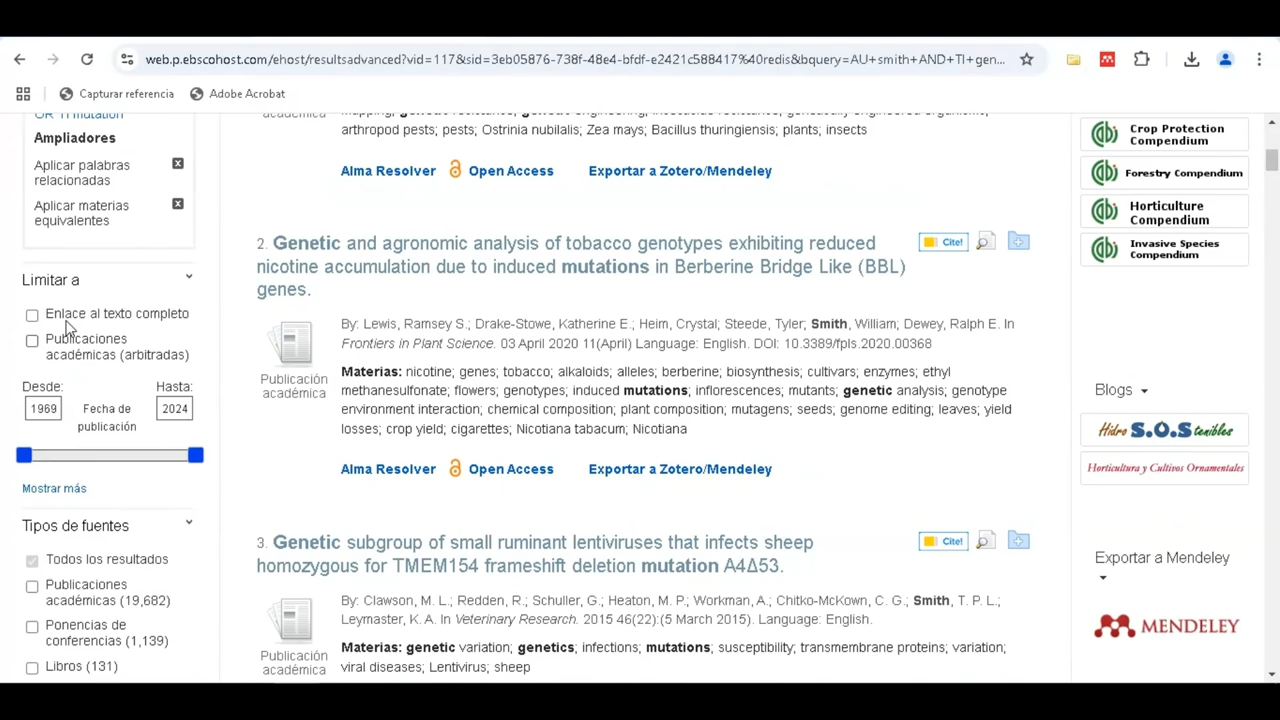 web.p.ebscohost.com/ehost/resultsadvanced?vid=117&sid=3eb05876-738f-48e4-bfdf-e2421c588417%40redis&bquery=AU+smith+AND+TI+gen...
Capturar referencia
Adobe Acrobat
OR TI mutation
Ampliadores
Aplicar palabras
relacionadas
Aplicar materias
equivalentes
Limitar a
Enlace al texto completo
Publicaciones
académicas (arbitradas)
Desde:
Hasta:
1969
Fecha de
publicación
2024
Mostrar más
Tipos de fuentes
Todos los resultados
Publicaciones
académicas (19,682)
Ponencias de
conferencias (1,139)
Libros (131)
académica
arthropod pests; pests; Ostrinia nubilalis; Zea mays; Bacillus thuringiensis; plants; insects
Alma Resolver
Open Access
Exportar a Zotero/Mendeley
2. Genetic and agronomic analysis of tobacco genotypes exhibiting reduced
nicotine accumulation due to induced mutations in Berberine Bridge Like (BBL)
genes.
Cite!
Publicación
académica
By: Lewis, Ramsey S.; Drake-Stowe, Katherine E.; Heim, Crystal; Steede, Tyler; Smith, William; Dewey, Ralph E. In
Frontiers in Plant Science. 03 April 2020 11(April) Language: English. DOI: 10.3389/fpls.2020.00368
Materias: nicotine; genes; tobacco; alkaloids; alleles; berberine; biosynthesis; cultivars; enzymes; ethyl
methanesulfonate; flowers; genotypes; induced mutations; inflorescences; mutants; genetic analysis; genotype
environment interaction; chemical composition; plant composition; mutagens; seeds; genome editing; leaves; yield
losses; crop yield; cigarettes; Nicotiana tabacum; Nicotiana
Alma Resolver
Open Access
Exportar a Zotero/Mendeley
3. Genetic subgroup of small ruminant lentiviruses that infects sheep
homozygous for TMEM154 frameshift deletion mutation A4Δ53.
Cite!
Publicación
académica
By: Clawson, M. L.; Redden, R.; Schuller, G.; Heaton, M. P.; Workman, A.; Chitko-McKown, C. G.; Smith, T. P. L.;
Leymaster, K. A. In Veterinary Research. 2015 46(22):(5 March 2015). Language: English.
Materias: genetic variation; genetics; infections; mutations; susceptibility; transmembrane proteins; variation;
viral diseases; Lentivirus; sheep
Crop Protection
Compendium
Forestry Compendium
Horticulture
Compendium
Invasive Species
Compendium
Blogs
Hidro S.O.S tenibles
Horticultura y Cultivos Ornamentales
Exportar a Mendeley
MENDELEY